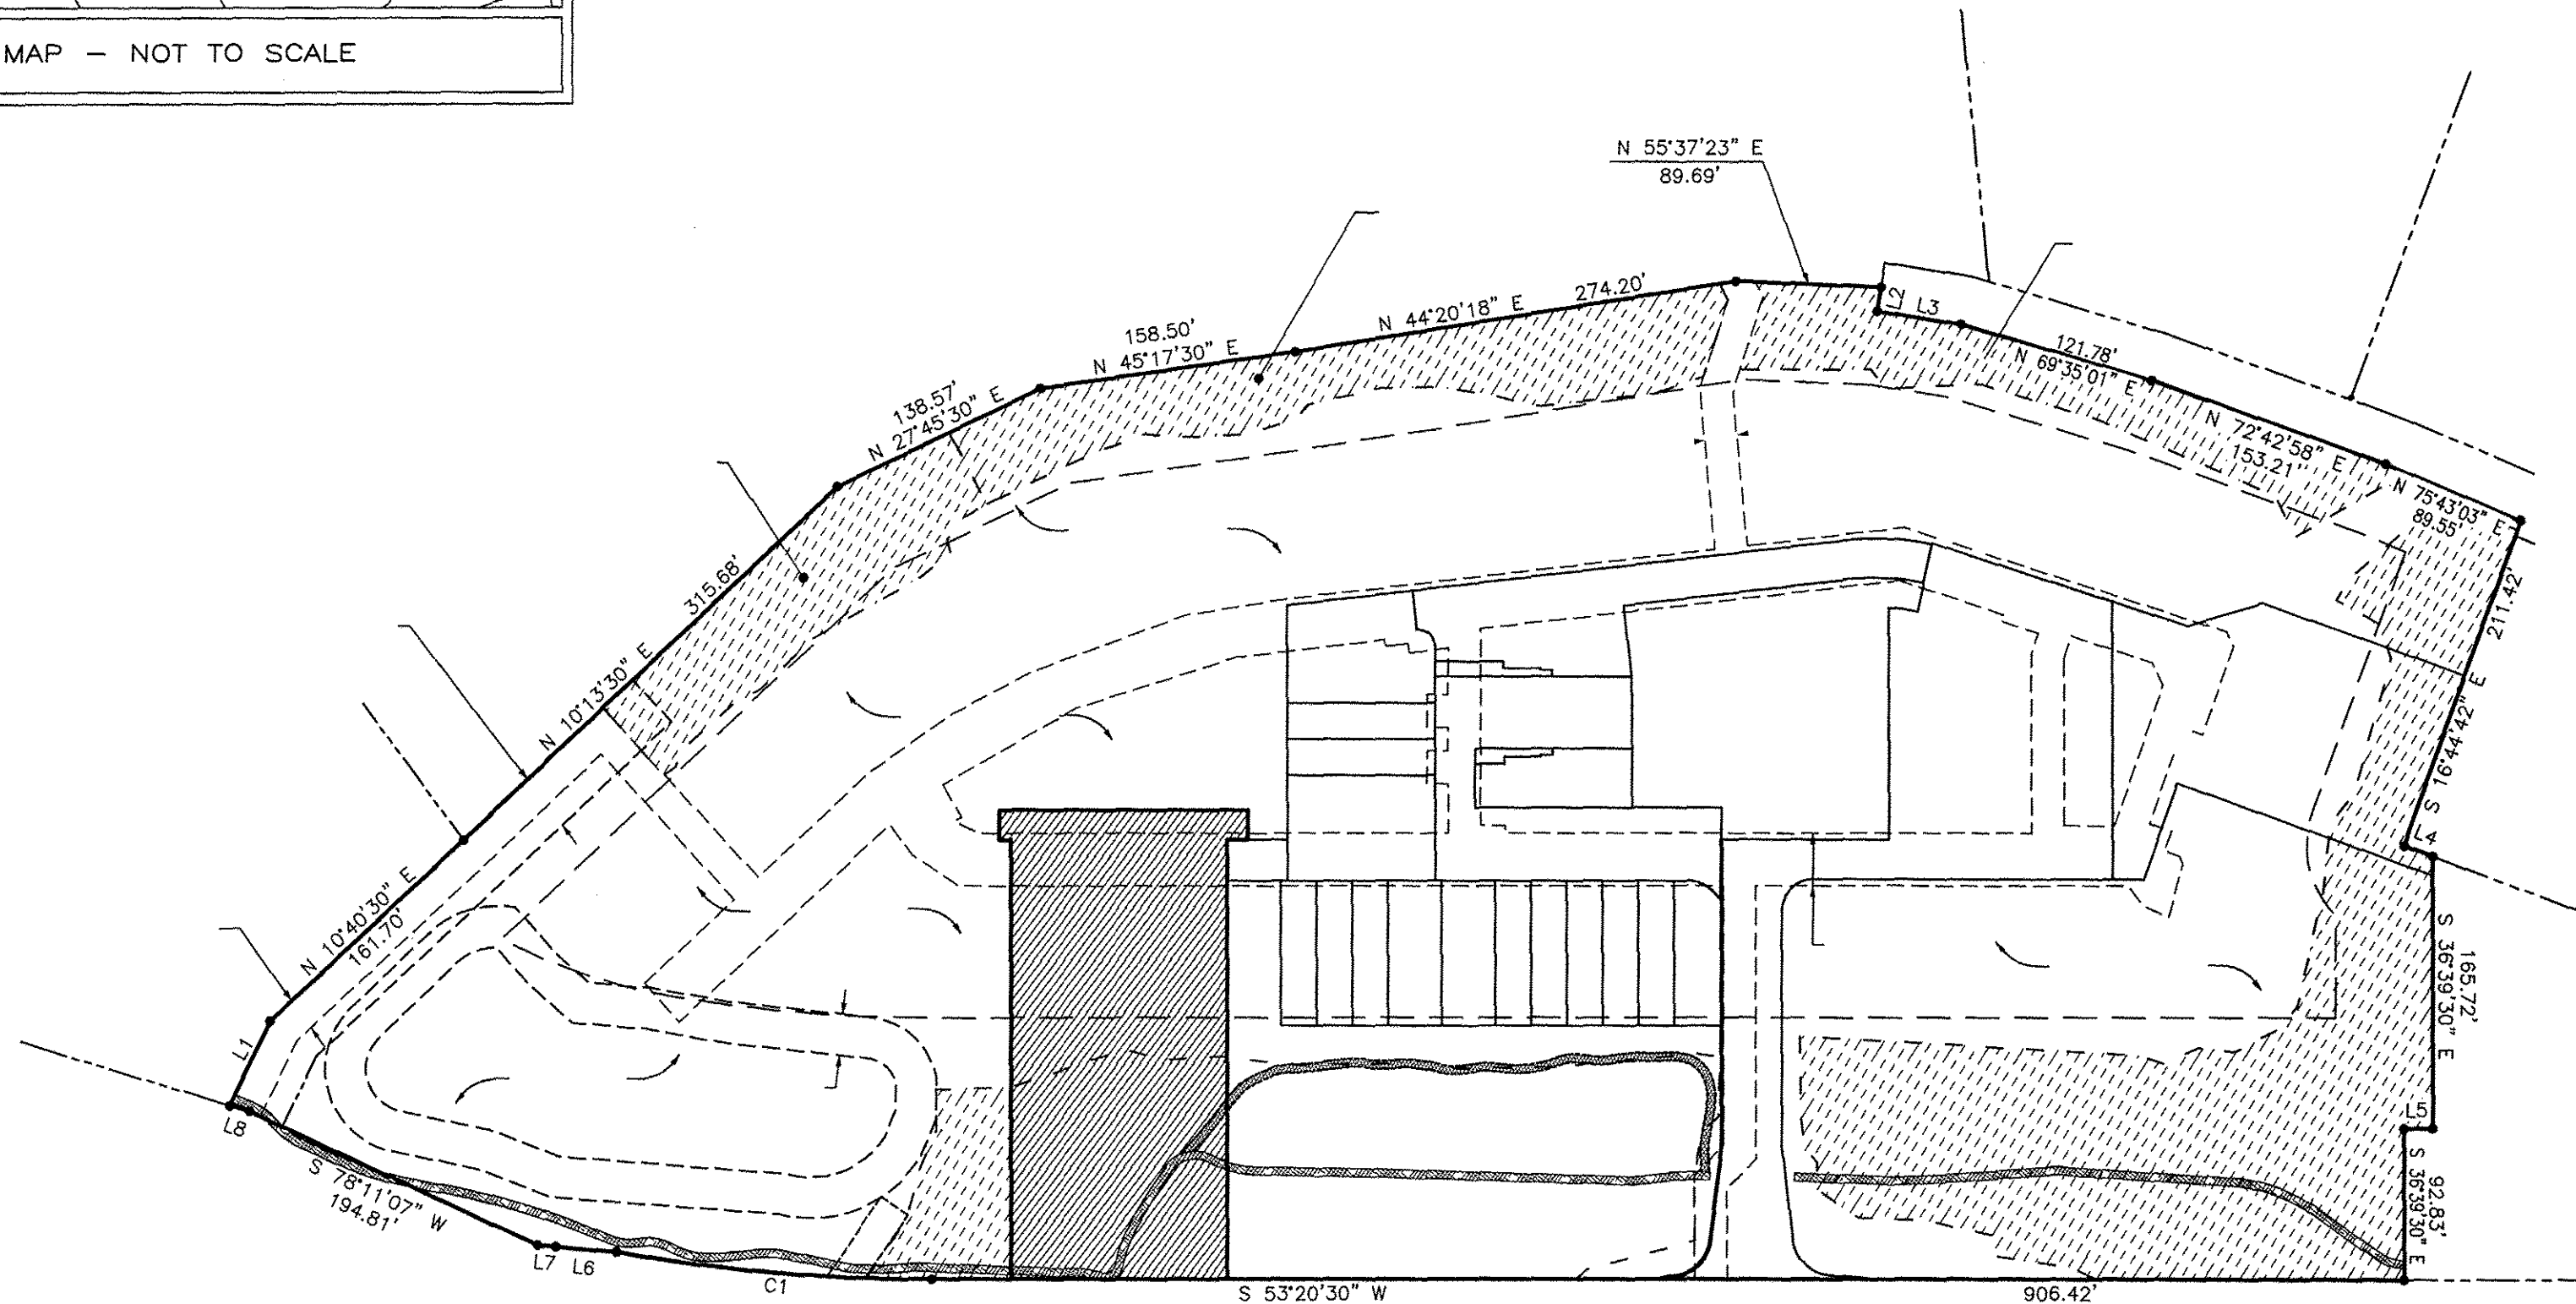 MAP – NOT TO SCALE
N 55°37'23" E
89.69'
274.20'
N 44°20'18" E
L2
L3
158.50'
N 45°17'30" E
121.78'
N 69°35'01" E
138.57'
N 27°45'30" E
N 72°42'58" E
153.21'
N 75°43'03" E
89.55'
315.68'
N 10°13'30" E
211.42'
S 16°44'42" E
L4
N 10°40'30" E
161.70'
165.72'
S 36°39'30" E
L1
L5
L8
S 78°11'07" W
194.81'
92.83'
S 36°39'30" E
L7
L6
C1
S 53°20'30" W
906.42'